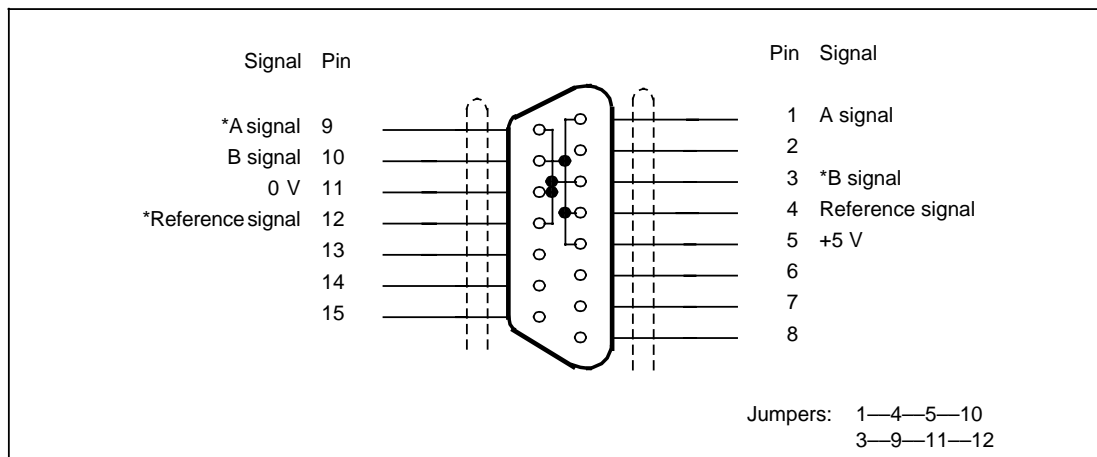 Signal Pin
*A signal 9
B signal 10
0 V 11
*Reference signal 12
13
14
15
Pin Signal
1 A signal
2
3 *B signal
4 Reference signal
5 +5 V
6
7
8
Jumpers: 1—4—5—10
3—9—11—12